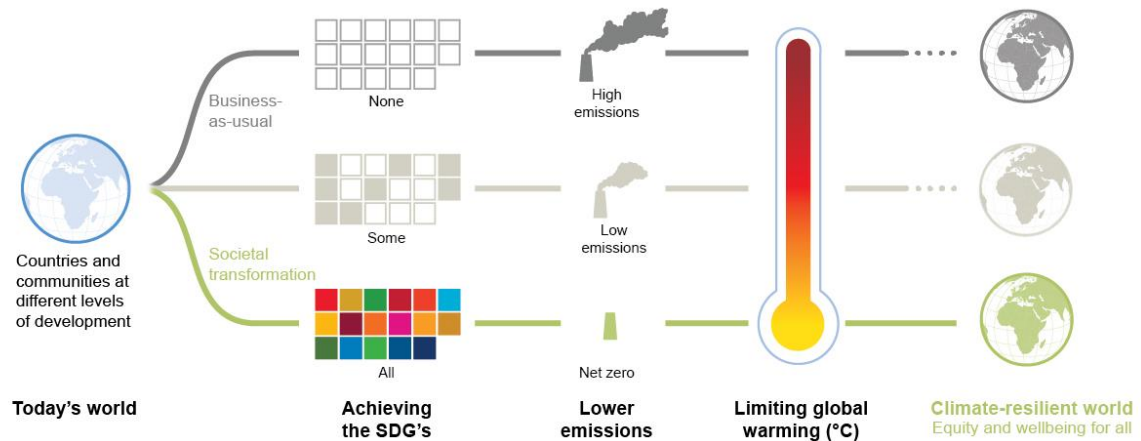 Business-
as-usual
None
High
emissions
Some
Low
emissions
Countries and
communities at
different levels
of development
Societal
transformation
All
Net zero
Today's world
Achieving
the SDG's
Lower
emissions
Limiting global
warming (°C)
Climate-resilient world
Equity and wellbeing for all